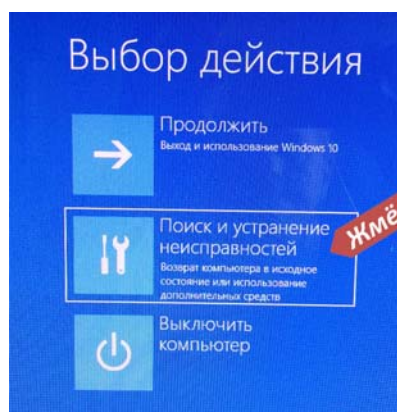 Выбор действия
Продолжить
Выход и использование Windows 10
Поиск и устранение
неисправностей
Возврат компьютера в исходное
состояние или использование
дополнительных средств
Жмё
Выключить
компьютер